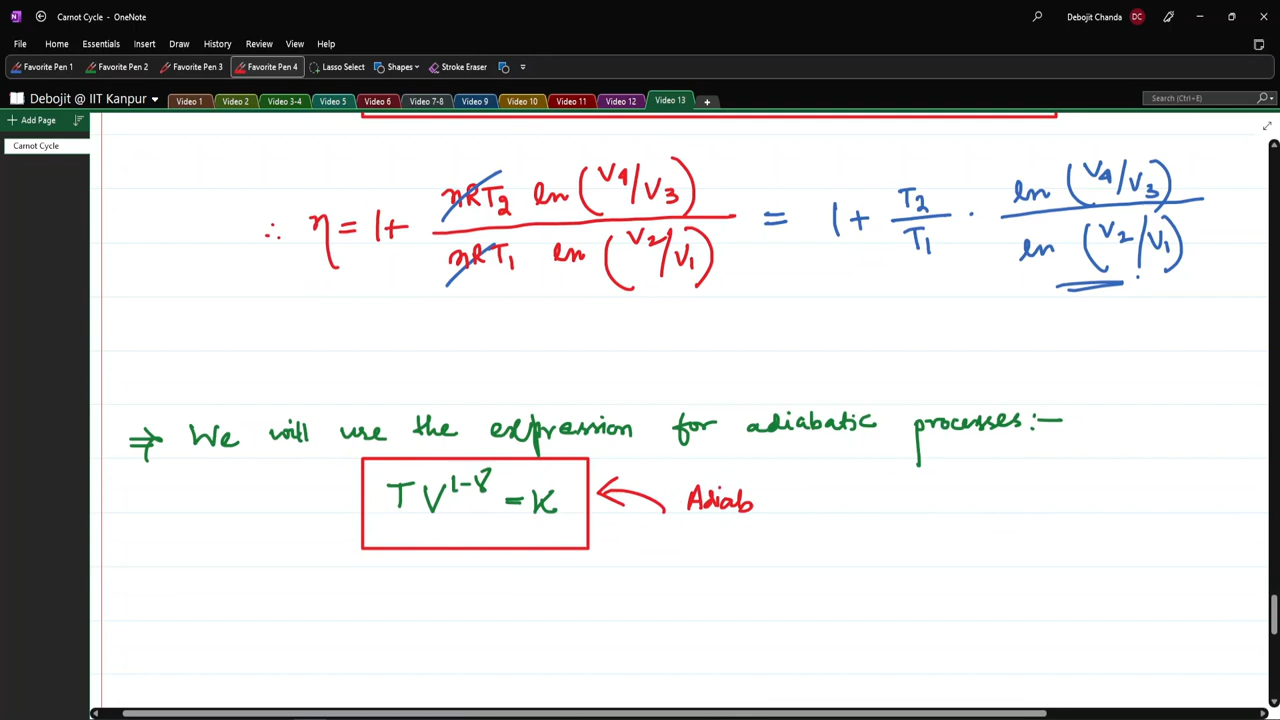 Carnot Cycle - OneNote
Debojit Chanda DC
File Home Essentials Insert Draw History Review View Help
Favorite Pen 1 Favorite Pen 2 Favorite Pen 3 Favorite Pen 4 Lasso Select Shapes Stroke Eraser
Debojit @ IIT Kanpur Video 1 Video 2 Video 3-4 Video 5 Video 6 Video 7-8 Video 9 Video 10 Video 11 Video 12 Video 13 + Search (Ctrl+E)
+ Add Page
Carnot Cycle
∴ η = 1 + nRT₂ ln (V₄/V₃) / nRT₁ ln (V₂/V₁) = 1 + T₂/T₁ · ln (V₄/V₃) / ln (V₂/V₁)
⇒ We will use the expression for adiabatic processes:-
TV^1-γ = K ← Adiab